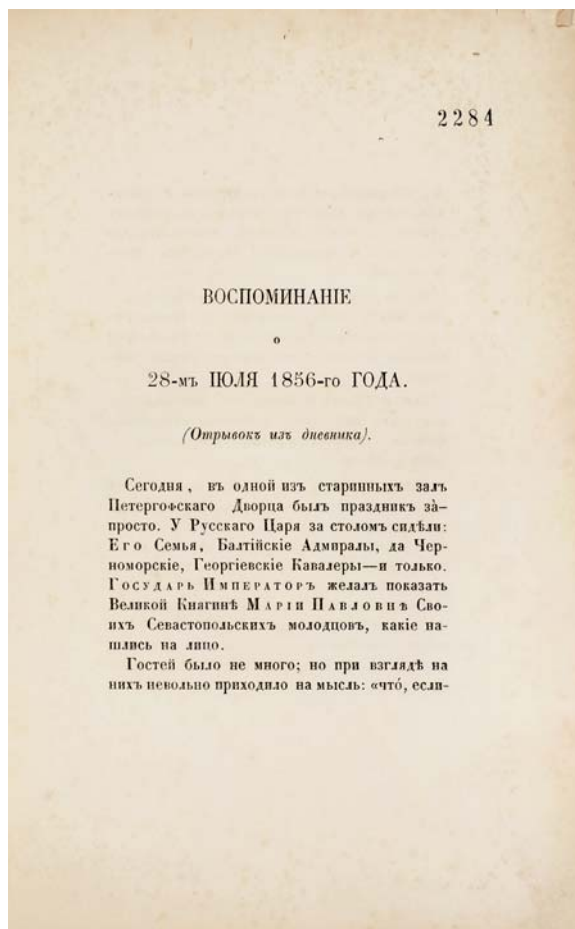 2284
ВОСПОМИНАНІЕ
о
28-мъ ІЮЛЯ 1856-го ГОДА.
(Отрывокъ изъ дневника).
Сегодня, въ одной изъ старинныхъ залъ
Петергофскаго Дворца былъ праздникъ зà-
просто. У Русскаго Царя за столомъ сидѣли:
Его Семья, Балтійскіе Адмиралы, да Чер-
номорскіе, Георгіевскіе Кавалеры—и только.
Государь Императоръ желалъ показать
Великой Княгинѣ Маріи Павловнѣ Сво-
ихъ Севастопольскихъ молодцовъ, какіе на-
шлись на лицо.
Гостей было не много; но при взглядѣ на
нихъ невольно приходило на мысль: «чтó, если-